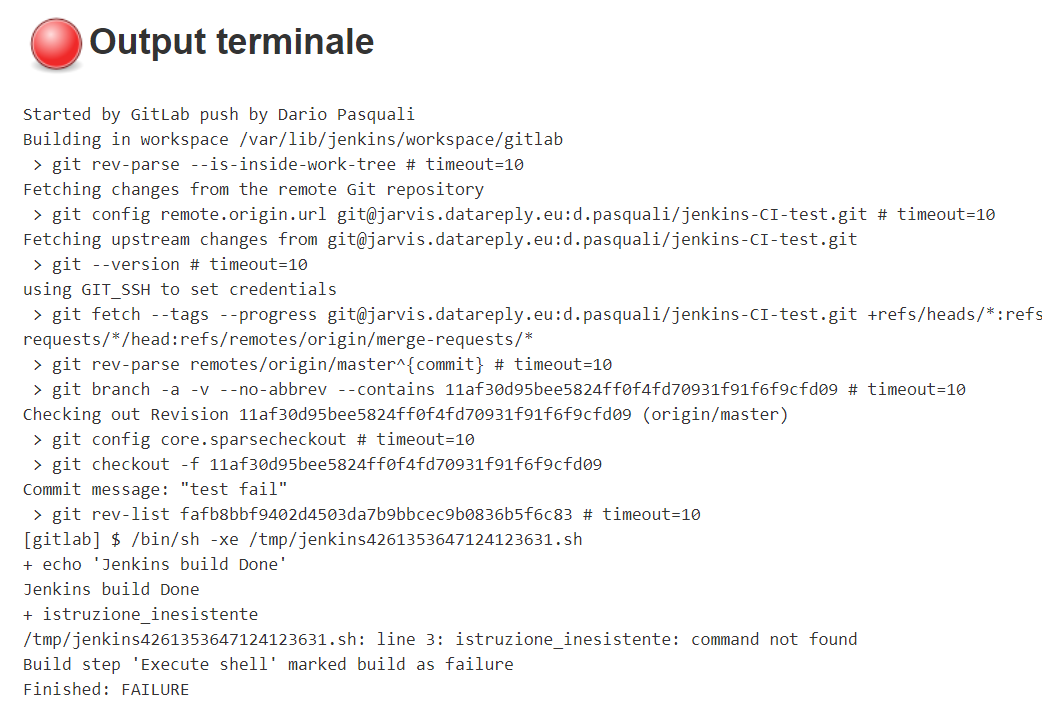 Output terminale
Started by GitLab push by Dario Pasquali
Building in workspace /var/lib/jenkins/workspace/gitlab
 > git rev-parse --is-inside-work-tree # timeout=10
Fetching changes from the remote Git repository
 > git config remote.origin.url git@jarvis.datareply.eu:d.pasquali/jenkins-CI-test.git # timeout=10
Fetching upstream changes from git@jarvis.datareply.eu:d.pasquali/jenkins-CI-test.git
 > git --version # timeout=10
using GIT_SSH to set credentials
 > git fetch --tags --progress git@jarvis.datareply.eu:d.pasquali/jenkins-CI-test.git +refs/heads/*:refs
requests/*/head:refs/remotes/origin/merge-requests/*
 > git rev-parse remotes/origin/master^{commit} # timeout=10
 > git branch -a -v --no-abbrev --contains 11af30d95bee5824ff0f4fd70931f91f6f9cfd09 # timeout=10
Checking out Revision 11af30d95bee5824ff0f4fd70931f91f6f9cfd09 (origin/master)
 > git config core.sparsecheckout # timeout=10
 > git checkout -f 11af30d95bee5824ff0f4fd70931f91f6f9cfd09
Commit message: "test fail"
 > git rev-list fafb8bbf9402d4503da7b9bbcec9b0836b5f6c83 # timeout=10
[gitlab] $ /bin/sh -xe /tmp/jenkins4261353647124123631.sh
+ echo 'Jenkins build Done'
Jenkins build Done
+ istruzione_inesistente
/tmp/jenkins4261353647124123631.sh: line 3: istruzione_inesistente: command not found
Build step 'Execute shell' marked build as failure
Finished: FAILURE